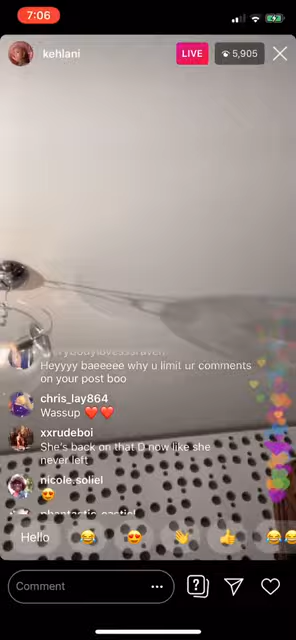 7:06
kehlani
LIVE
5,905
Heyyyy baeeeee why u limit ur comments
on your post boo
chris_lay864
Wassup ❤️❤️
xxrudeboi
She's back on that D now like she
never left
nicole.soliel
😍
Hello 😂 😍 👋 👍 😂😂
Comment